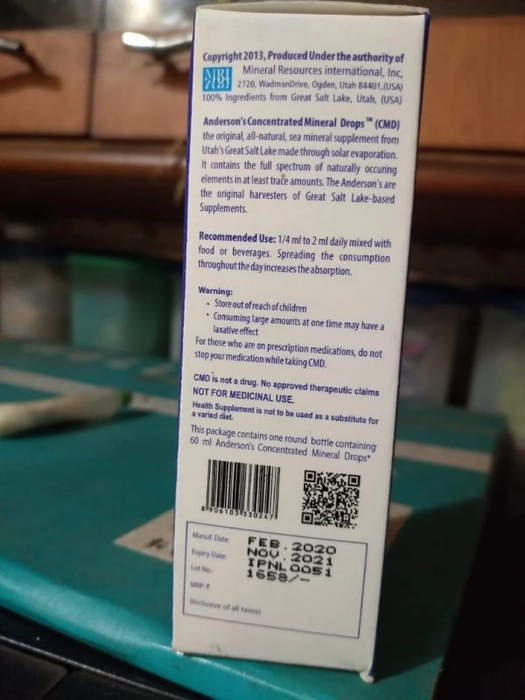 Copyright 2013, Produced Under the authority of
MRI Mineral Resources International, Inc,
2720, WadmanDrive, Ogden, Utah 84401,(USA)
100% Ingredients from Great Salt Lake, Utah, (USA)
Anderson's Concentrated Mineral Drops™ (CMD)
the original, all-natural, sea mineral supplement from
Utah's Great Salt Lake made through solar evaporation.
It contains the full spectrum of naturally occuring
elements in at least trace amounts. The Anderson's are
the original harvesters of Great Salt Lake-based
Supplements.
Recommended Use: 1/4 ml to 2 ml daily mixed with
food or beverages. Spreading the consumption
throughout the day increases the absorption.
Warning:
• Store out of reach of children
• Consuming large amounts at one time may have a
laxative effect
For those who are on prescription medications, do not
stop your medication while taking CMD.
CMD is not a drug. No approved therapeutic claims
NOT FOR MEDICINAL USE.
Health Supplement is not to be used as a substitute for
a varied diet.
This package contains one round bottle containing
60 ml Anderson's Concentrated Mineral Drops"
8 906103 330247
Manuf. Date: FEB. 2020
Expiry Date: NOV. 2021
Lot No.: IPNL0051
MRP ₹ 1658/-
(Inclusive of all taxes)